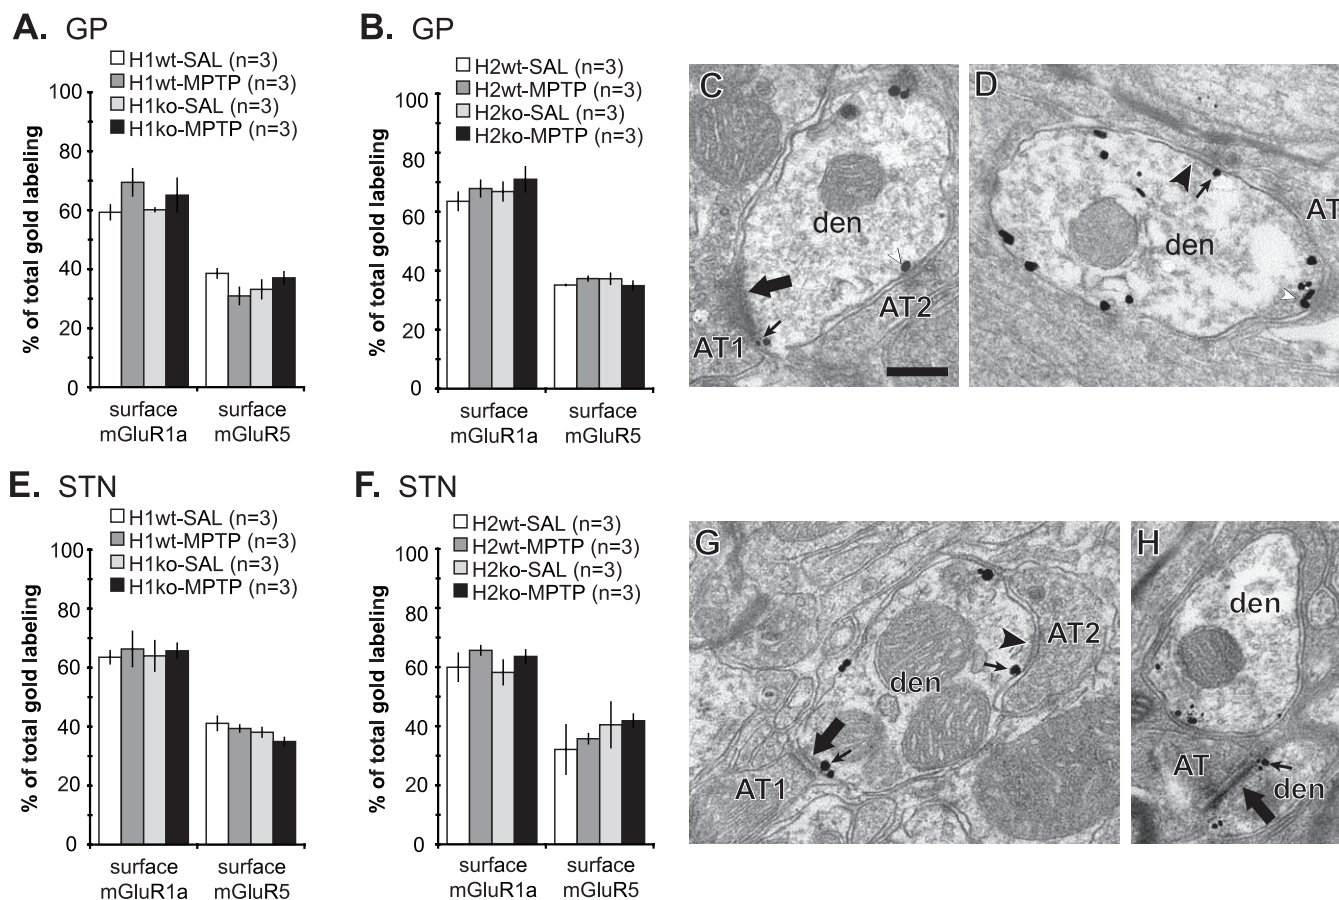 A. GP
H1wt-SAL (n=3)
H1wt-MPTP (n=3)
H1ko-SAL (n=3)
H1ko-MPTP (n=3)
% of total gold labeling
100
80
60
40
20
0
surface
mGluR1a
surface
mGluR5
B. GP
H2wt-SAL (n=3)
H2wt-MPTP (n=3)
H2ko-SAL (n=3)
H2ko-MPTP (n=3)
% of total gold labeling
100
80
60
40
20
0
surface
mGluR1a
surface
mGluR5
C
den
AT2
AT1
D
AT
den
E. STN
H1wt-SAL (n=3)
H1wt-MPTP (n=3)
H1ko-SAL (n=3)
H1ko-MPTP (n=3)
% of total gold labeling
100
80
60
40
20
0
surface
mGluR1a
surface
mGluR5
F. STN
H2wt-SAL (n=3)
H2wt-MPTP (n=3)
H2ko-SAL (n=3)
H2ko-MPTP (n=3)
% of total gold labeling
100
80
60
40
20
0
surface
mGluR1a
surface
mGluR5
G
AT2
den
AT1
H
den
AT
den